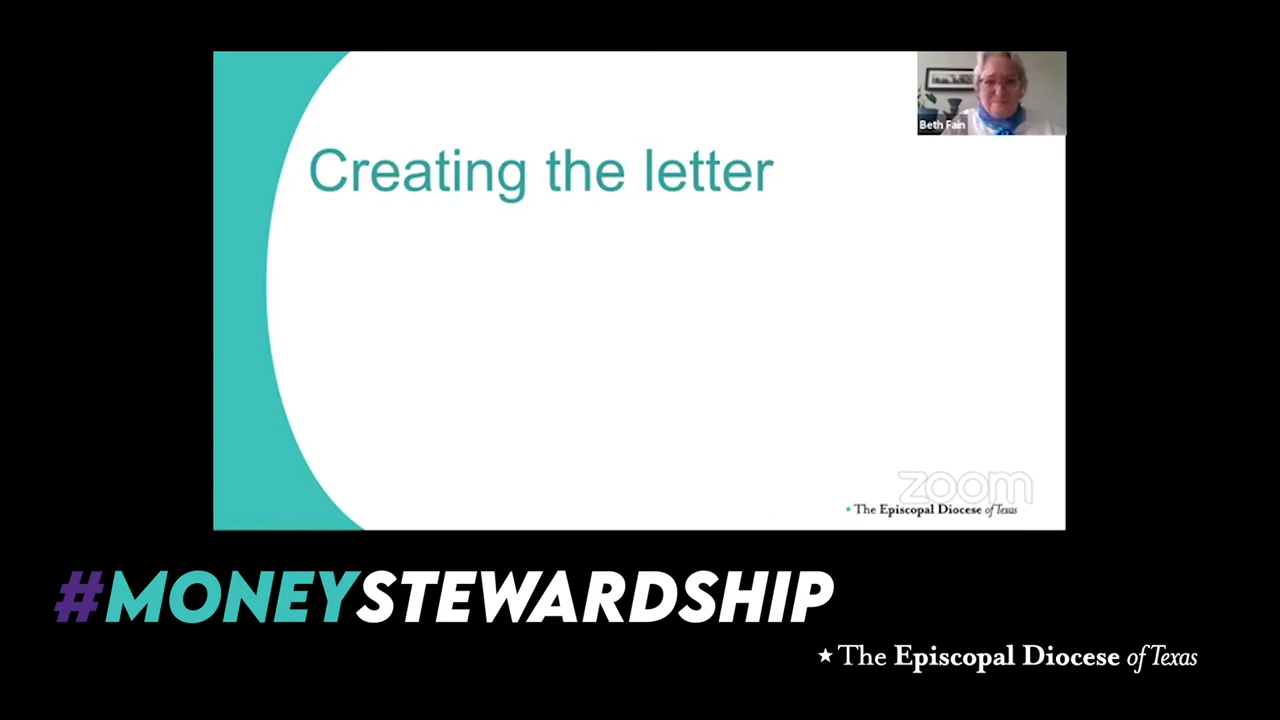 Beth Fain
Creating the letter
zoom
The Episcopal Diocese of Texas
#MONEYSTEWARDSHIP
The Episcopal Diocese of Texas